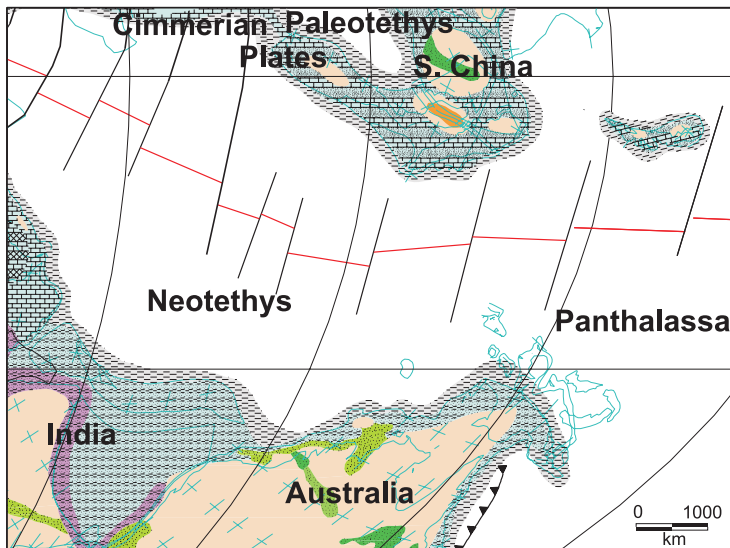 Cimmerian Paleotethys
Plates
S. China
Neotethys
Panthalassa
India
Australia
0 1000
km